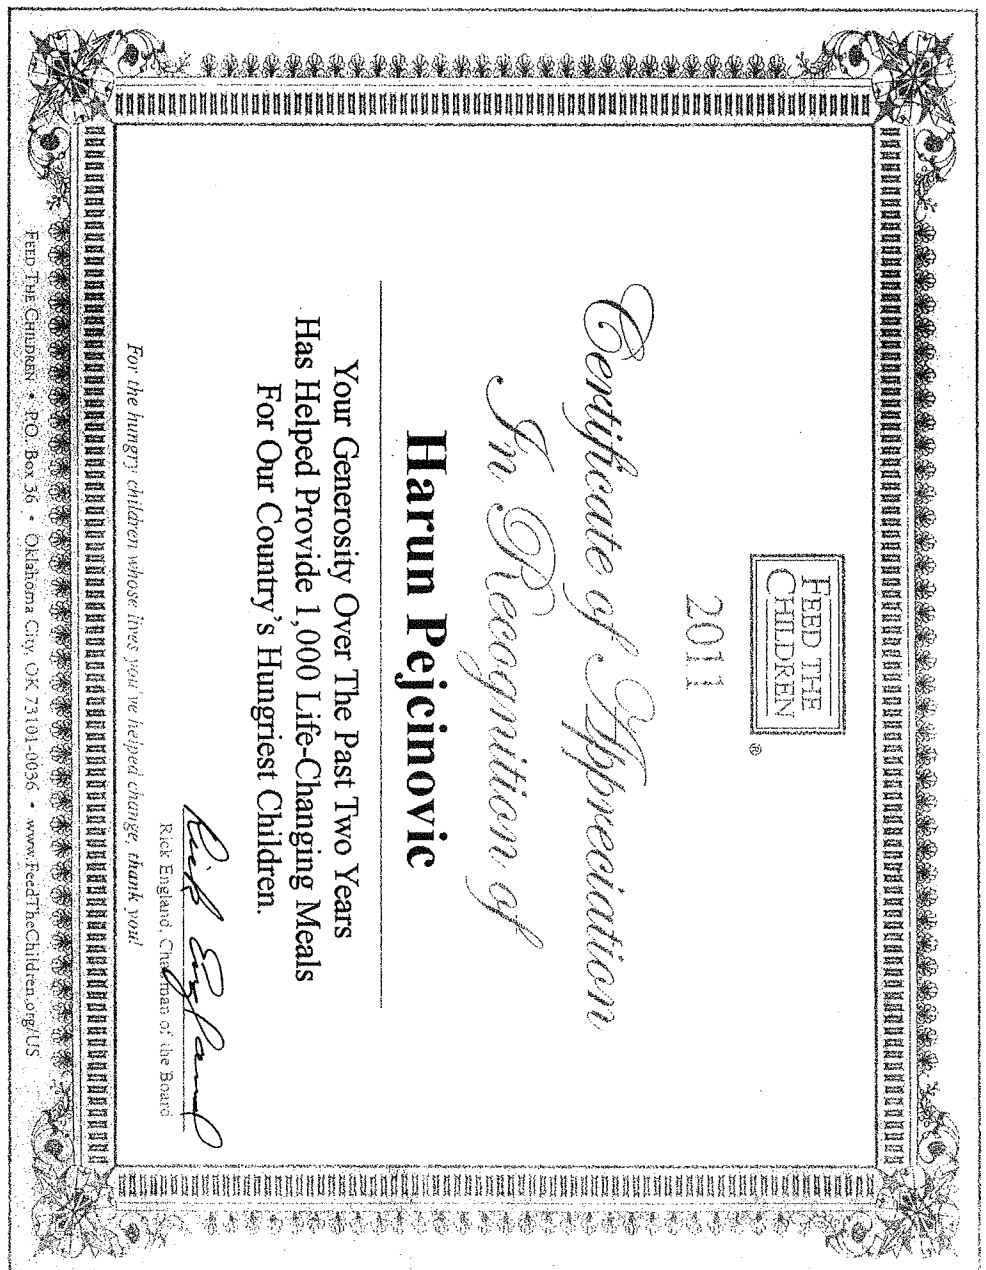 FEED THE
CHILDREN
®
2011
Certificate of Appreciation
In Recognition of
Harun Pejcinovic
Your Generosity Over The Past Two Years
Has Helped Provide 1,000 Life-Changing Meals
For Our Country's Hungriest Children.
Rick England
Rick England, Chairman of the Board
For the hungry children whose lives you've helped change, thank you!
FEED THE CHILDREN • P.O. Box 36 • Oklahoma City, OK 73101-0036 • www.FeedTheChildren.org/US